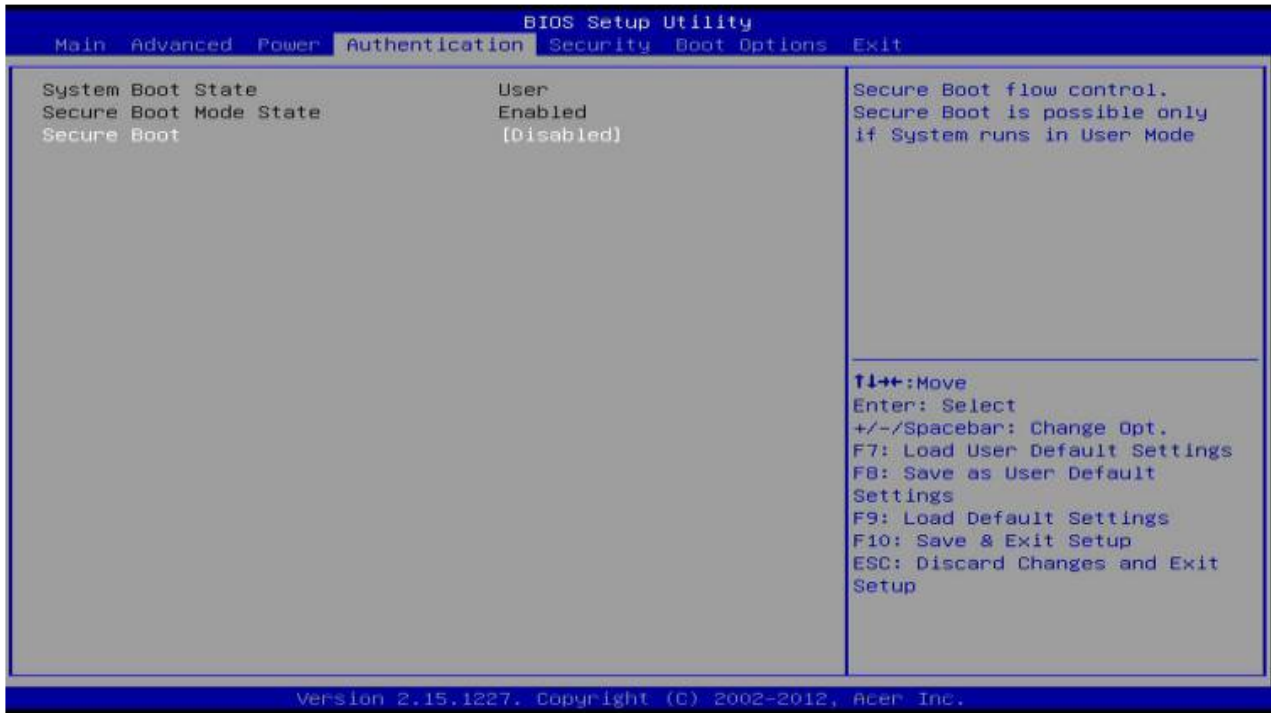 BIOS Setup Utility
Main Advanced Power Authentication Security Boot Options Exit
System Boot State User
Secure Boot Mode State Enabled
Secure Boot [Disabled]
Secure Boot flow control.
Secure Boot is possible only
if System runs in User Mode
↑↓→←:Move
Enter: Select
+/-/Spacebar: Change Opt.
F7: Load User Default Settings
F8: Save as User Default
Settings
F9: Load Default Settings
F10: Save & Exit Setup
ESC: Discard Changes and Exit
Setup
Version 2.15.1227. Copyright (C) 2002-2012, Acer Inc.